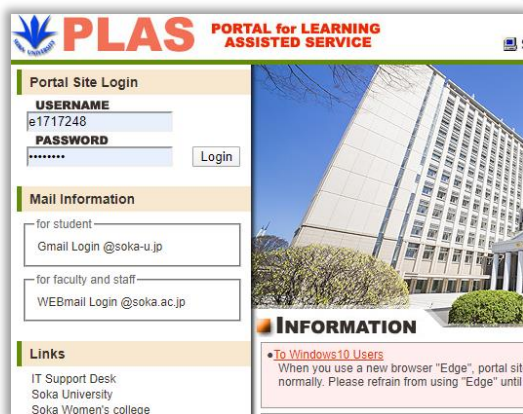 SOKA UNIVERSITY
PLAS
PORTAL for LEARNING
ASSISTED SERVICE
Portal Site Login
USERNAME
e1717248
PASSWORD
••••••••
Login
Mail Information
for student
Gmail Login @soka-u.jp
for faculty and staff
WEBmail Login @soka.ac.jp
Links
IT Support Desk
Soka University
Soka Women's college
INFORMATION
•To Windows10 Users
When you use a new browser "Edge", portal sit
normally. Please refrain from using "Edge" until